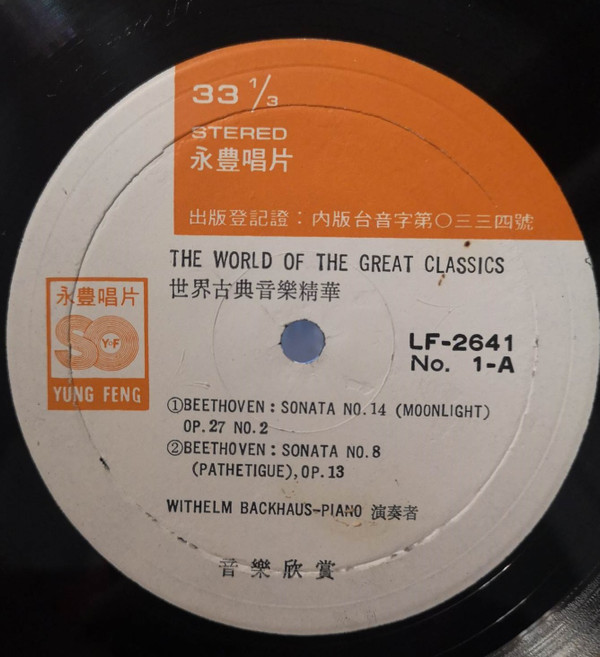 33 1/3
STERED
永豐唱片
出版登記證：內版台音字第〇三三四號
THE WORLD OF THE GREAT CLASSICS
世界古典音樂精華
永豐唱片
SO
Y&F
YUNG FENG
LF-2641
No. 1-A
①BEETHOVEN: SONATA NO.14 (MOONLIGHT)
OP.27 NO.2
②BEETHOVEN: SONATA NO.8
(PATHETIGUE), OP.13
WITHELM BACKHAUS-PIANO 演奏者
音樂欣賞